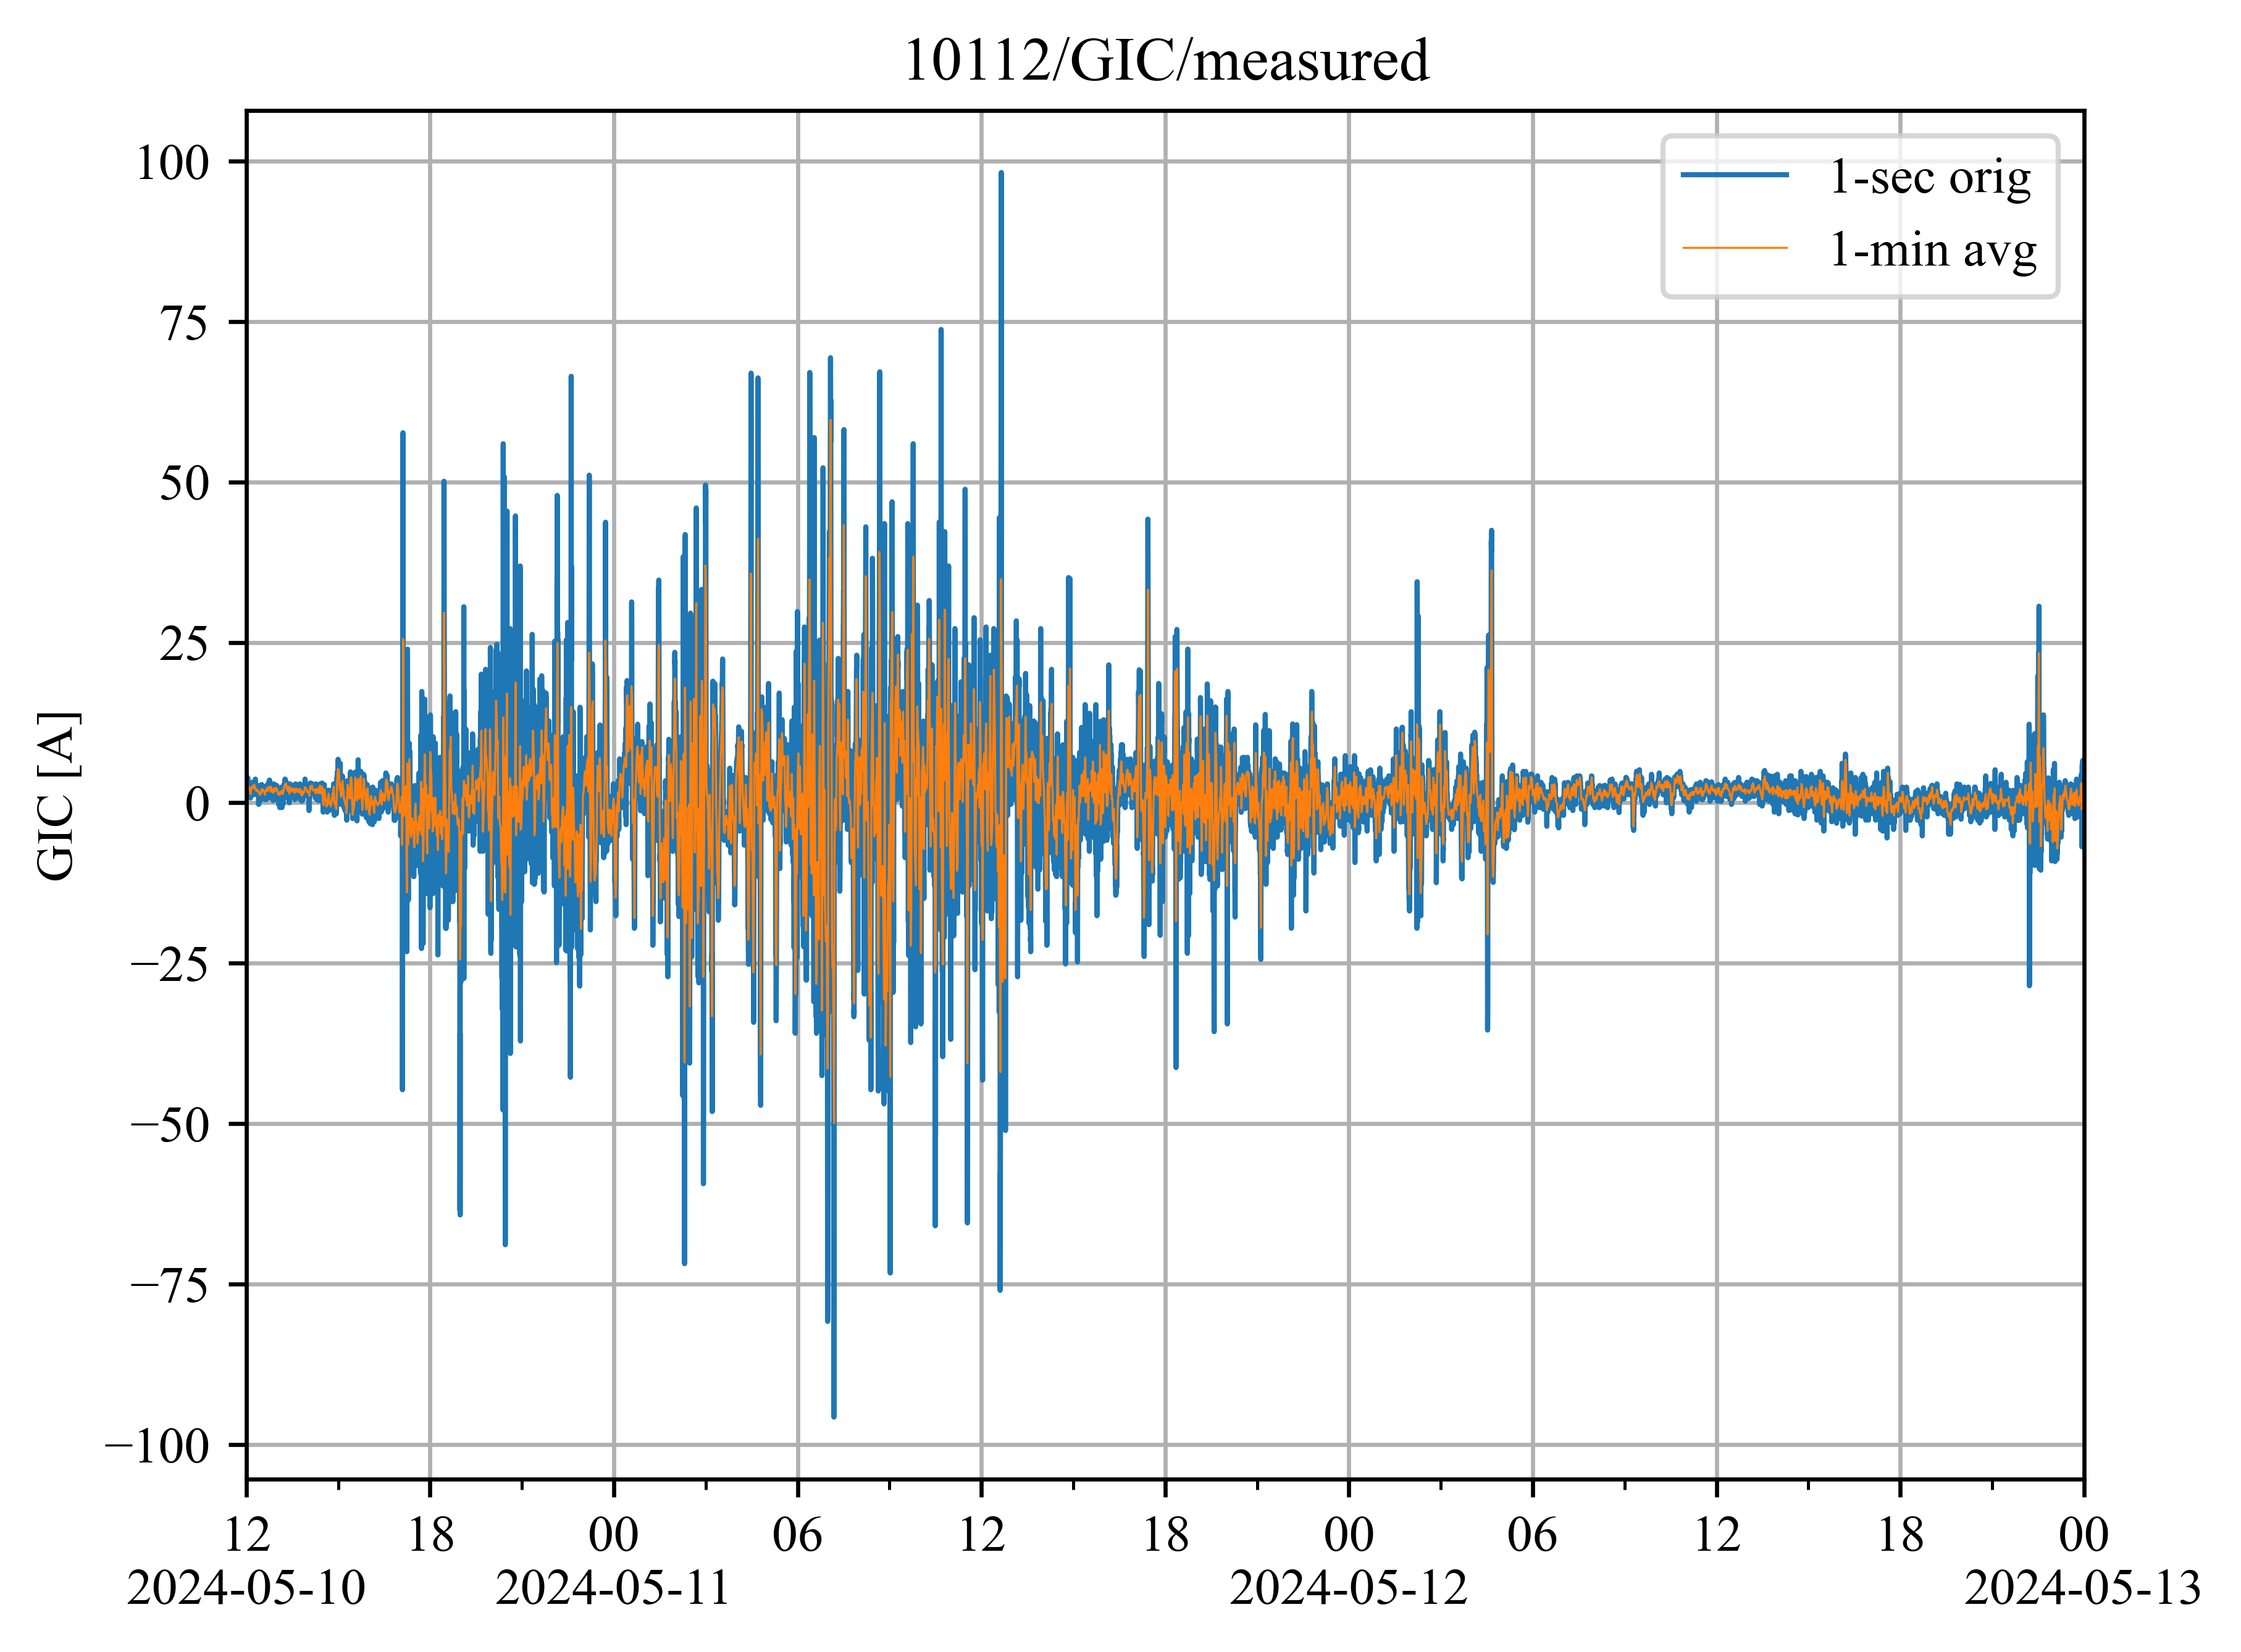 10112/GIC/measured
1-sec orig
1-min avg
GIC [A]
100
75
50
25
0
−25
−50
−75
−100
12 18 00 06 12 18 00 06 12 18 00
2024-05-10 2024-05-11 2024-05-12 2024-05-13